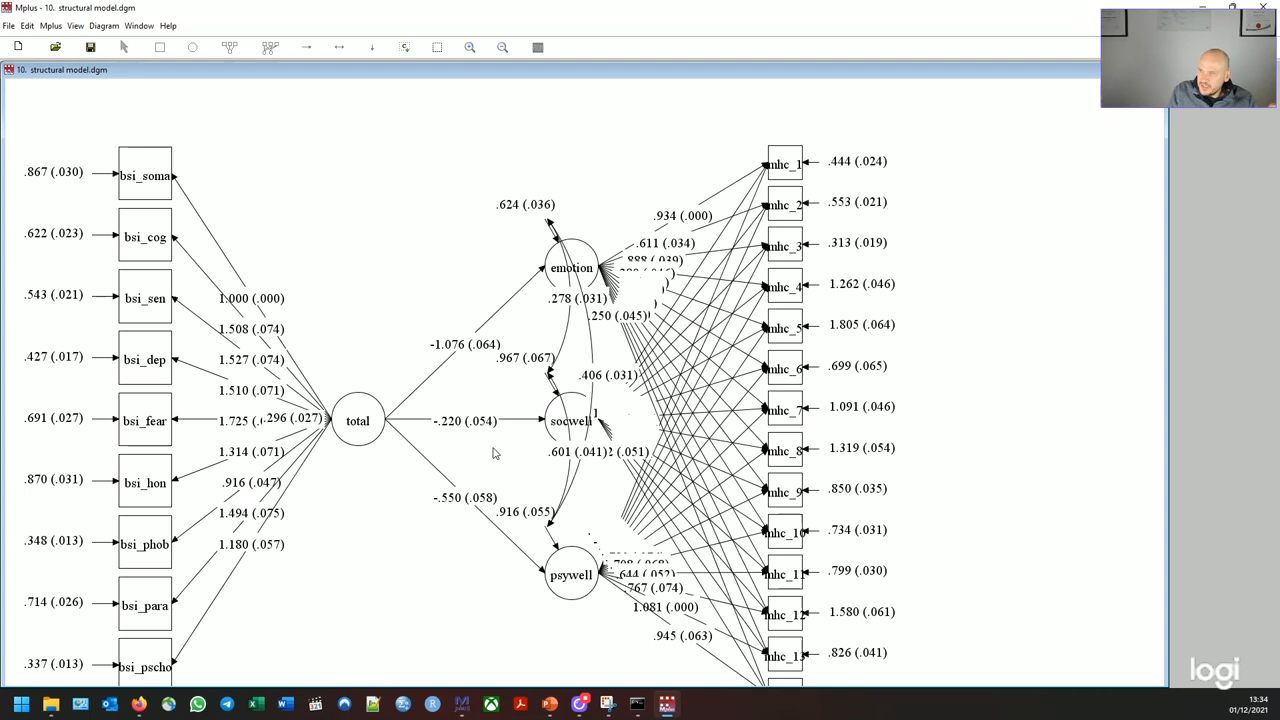 Mplus - 10. structural model.dgm
File Edit Mplus View Diagram Window Help
10. structural model.dgm
.867 (.030) bsi_soma
.622 (.023) bsi_cog
.543 (.021) bsi_sen
.427 (.017) bsi_dep
.691 (.027) bsi_fear
.870 (.031) bsi_hon
.348 (.013) bsi_phob
.714 (.026) bsi_para
.337 (.013) bsi_pscho
1.000 (.000)
1.508 (.074)
1.527 (.074)
1.510 (.071)
1.725 (.
.296 (.027)
1.314 (.071)
.916 (.047)
1.494 (.075)
1.180 (.057)
total
-1.076 (.064)
-.220 (.054)
-.550 (.058)
.624 (.036)
emotion
.278 (.031)
.967 (.067)
.406 (.031)
socwell
.601 (.041)
(.051)
.916 (.055)
psywell
.934 (.000)
.611 (.034)
.888 (.039)
.250 (.045)
.644 (.052)
.767 (.074)
1.081 (.000)
.945 (.063)
mhc_1 .444 (.024)
mhc_2 .553 (.021)
mhc_3 .313 (.019)
mhc_4 1.262 (.046)
mhc_5 1.805 (.064)
mhc_6 .699 (.065)
mhc_7 1.091 (.046)
mhc_8 1.319 (.054)
mhc_9 .850 (.035)
mhc_10 .734 (.031)
mhc_11 .799 (.030)
mhc_12 1.580 (.061)
mhc_13 .826 (.041)
logi
13:34
01/12/2021